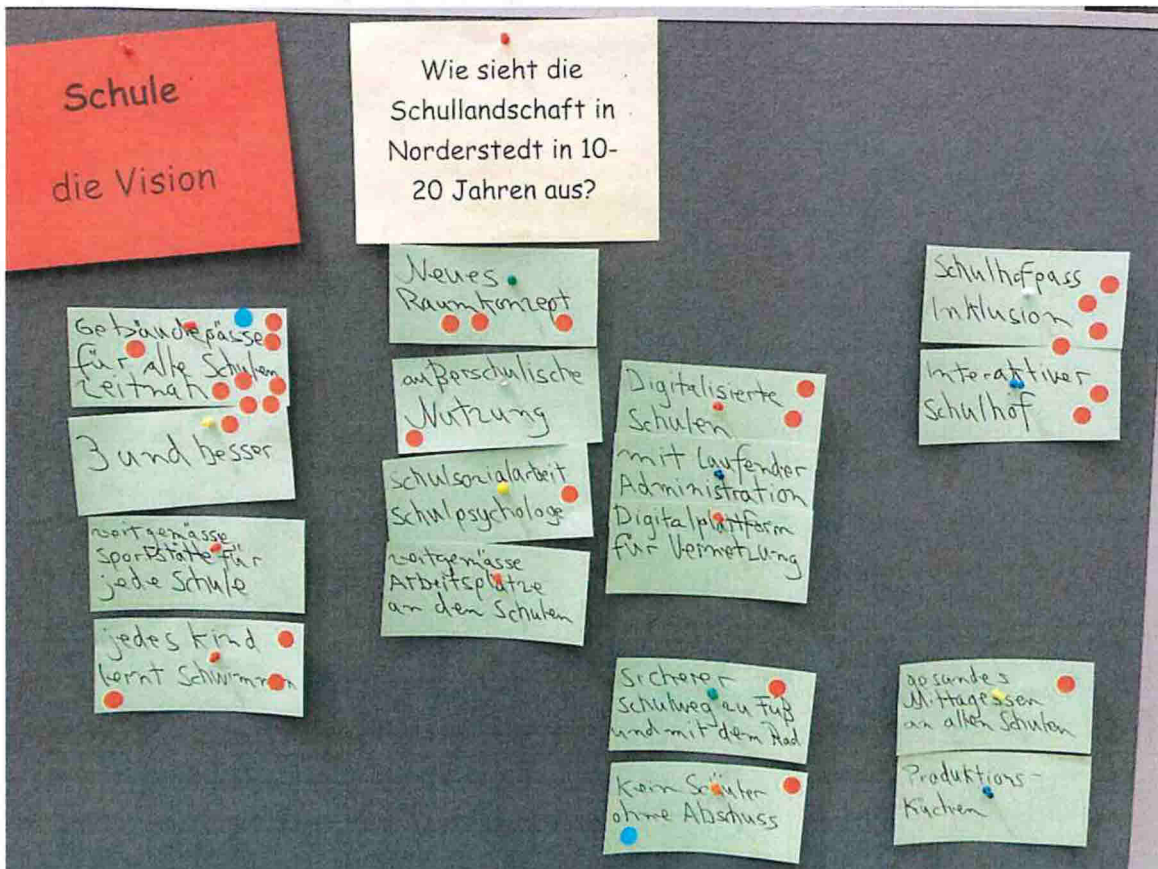 Schule
die Vision
Wie sieht die
Schullandschaft in
Norderstedt in 10-
20 Jahren aus?
Gebäudepässe
für alte Schulen
zeitnah
3 und besser
zeitgemässe
Sportstätte für
jede Schule
jedes Kind
lernt Schwimmen
Neues
Raumkonzept
außerschulische
Nutzung
Schulsozialarbeit
Schulpsychologe
zeitgemässe
Arbeitsplätze
an den Schulen
Digitalisierte
Schulen
mit laufender
Administration
Digitalplattform
für Vernetzung
Sicherer
Schulweg zu Fuß
und mit dem Rad
Kein Schüler
ohne Abschuss
Schulhofpass
Inklusion
Interaktiver
Schulhof
gesundes
Mittagessen
an allen Schulen
Produktions-
Küchen